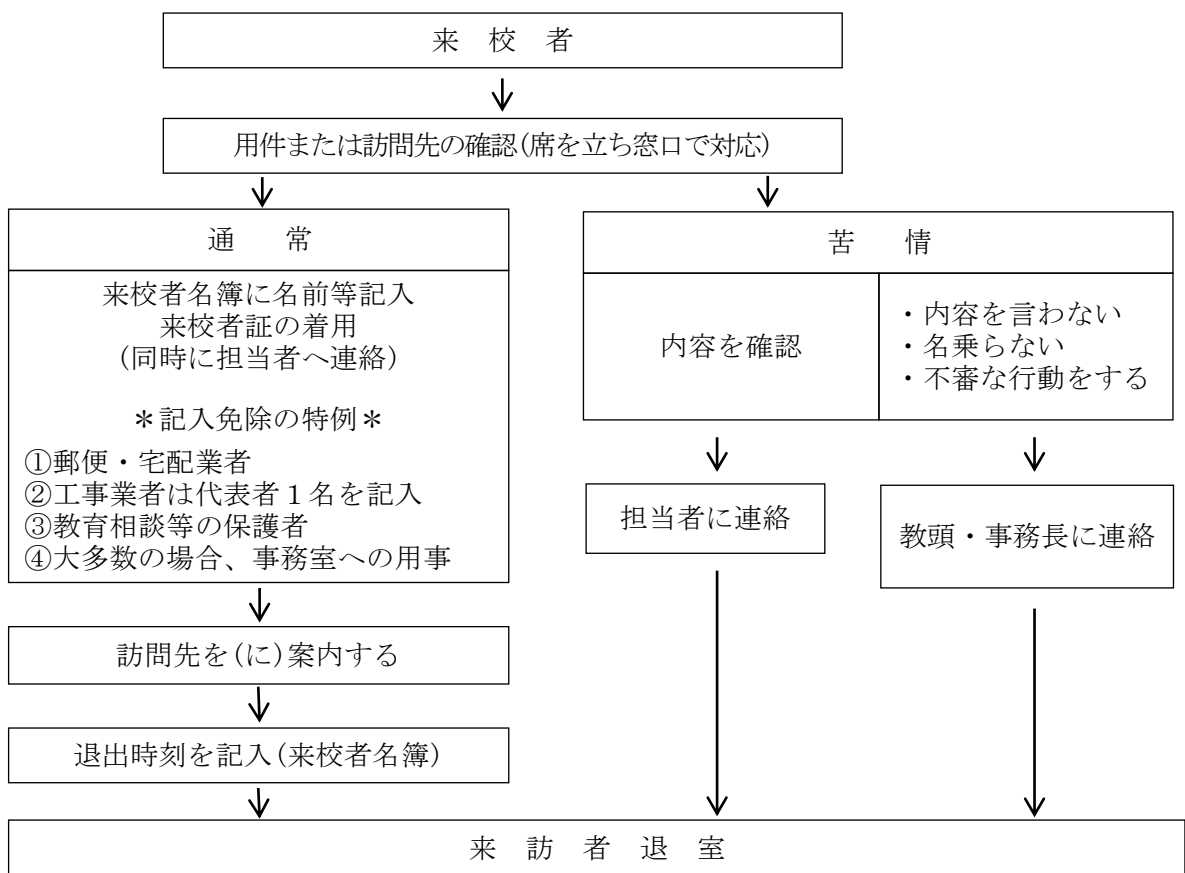 来　校　者
用件または訪問先の確認(席を立ち窓口で対応)
通　　常
来校者名簿に名前等記入
来校者証の着用
(同時に担当者へ連絡)
＊記入免除の特例＊
①郵便・宅配業者
②工事業者は代表者１名を記入
③教育相談等の保護者
④大多数の場合、事務室への用事
訪問先を(に)案内する
退出時刻を記入(来校者名簿)
苦　　情
内容を確認
・内容を言わない
・名乗らない
・不審な行動をする
担当者に連絡
教頭・事務長に連絡
来　訪　者　退　室